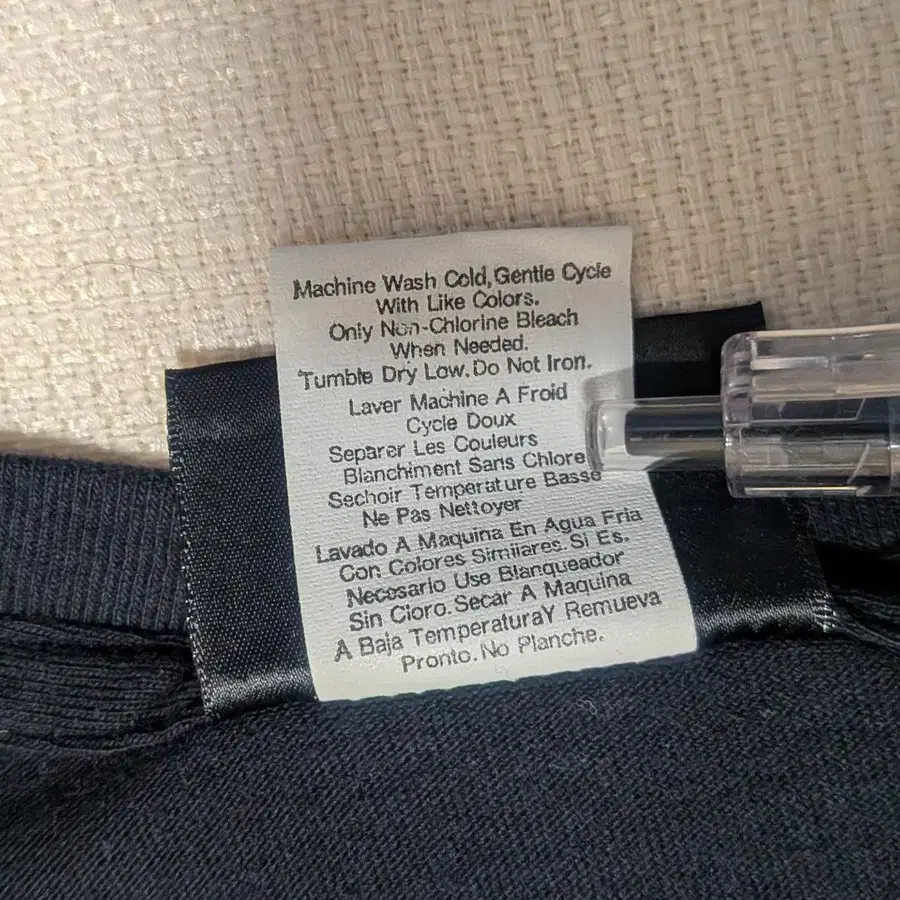 Machine Wash Cold, Gentle Cycle
With Like Colors.
Only Non-Chlorine Bleach
When Needed.
Tumble Dry Low. Do Not Iron.
Laver Machine A Froid
Cycle Doux
Separer Les Couleurs
Blanchiment Sans Chlore
Sechoir Temperature Basse
Ne Pas Nettoyer
Lavado A Maquina En Agua Fria
Con Colores Similares. Si Es.
Necesario Use Blanqueador
Sin Cloro. Secar A Maquina
A Baja TemperaturaY Remueva
Pronto. No Planche.